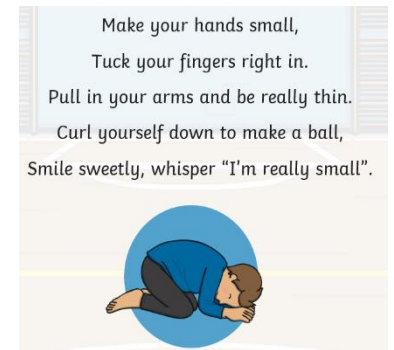 Make your hands small,
Tuck your fingers right in.
Pull in your arms and be really thin.
Curl yourself down to make a ball,
Smile sweetly, whisper “I’m really small”.